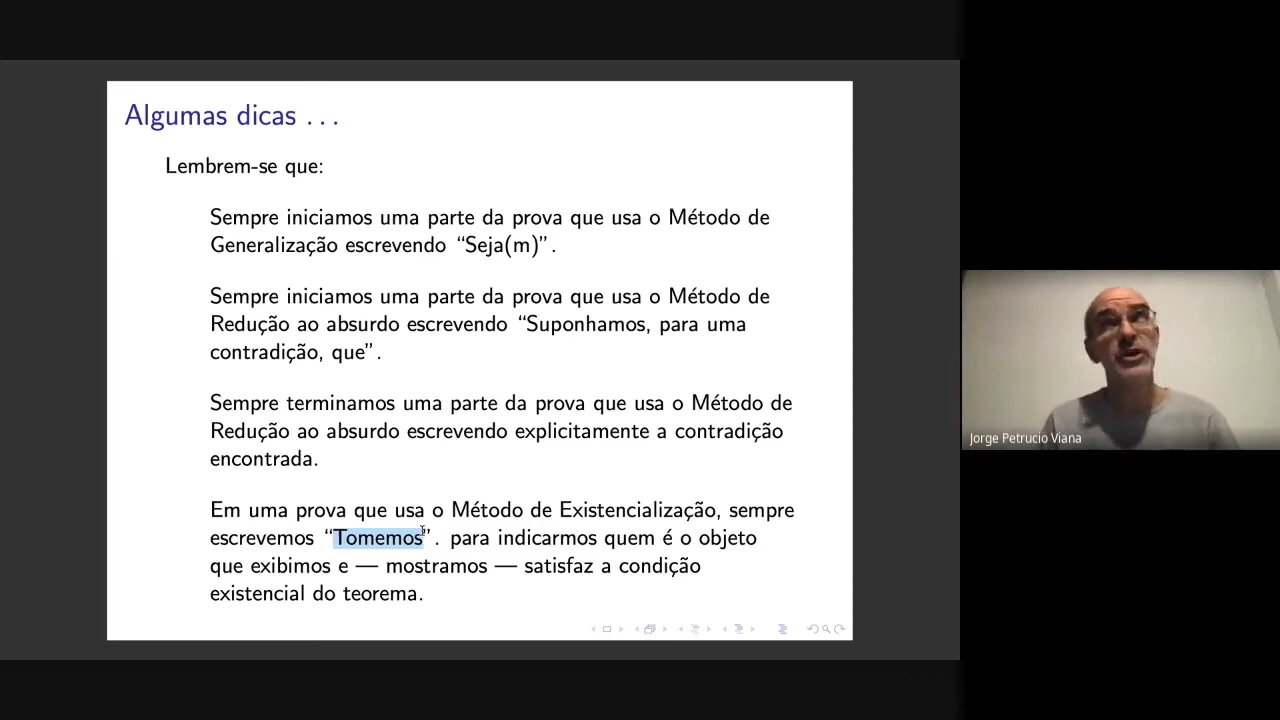 Algumas dicas . . .
Lembrem-se que:
Sempre iniciamos uma parte da prova que usa o Método de
Generalização escrevendo “Seja(m)”.
Sempre iniciamos uma parte da prova que usa o Método de
Redução ao absurdo escrevendo “Suponhamos, para uma
contradição, que”.
Sempre terminamos uma parte da prova que usa o Método de
Redução ao absurdo escrevendo explicitamente a contradição
encontrada.
Em uma prova que usa o Método de Existencialização, sempre
escrevemos “Tomemos”. para indicarmos quem é o objeto
que exibimos e — mostramos — satisfaz a condição
existencial do teorema.
Jorge Petrucio Viana